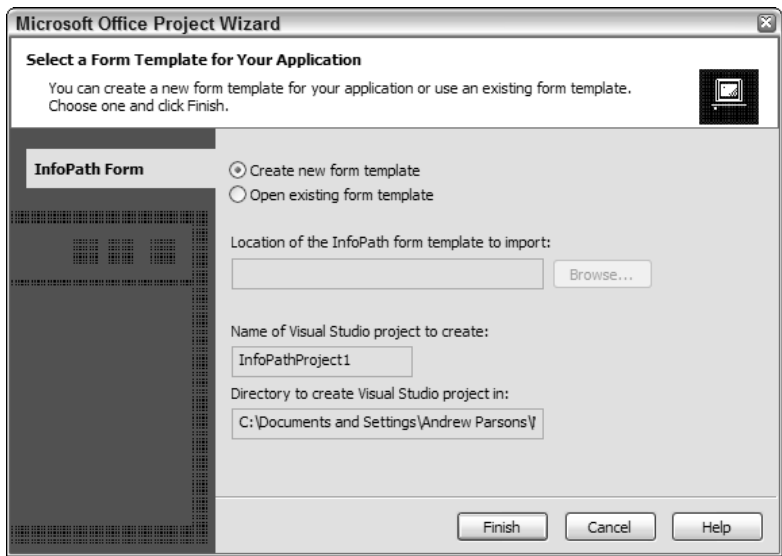 Microsoft Office Project Wizard
Select a Form Template for Your Application
You can create a new form template for your application or use an existing form template.
Choose one and click Finish.
InfoPath Form
Create new form template
Open existing form template
Location of the InfoPath form template to import:
Browse...
Name of Visual Studio project to create:
InfoPathProject1
Directory to create Visual Studio project in:
C:\Documents and Settings\Andrew Parsons\
Finish
Cancel
Help